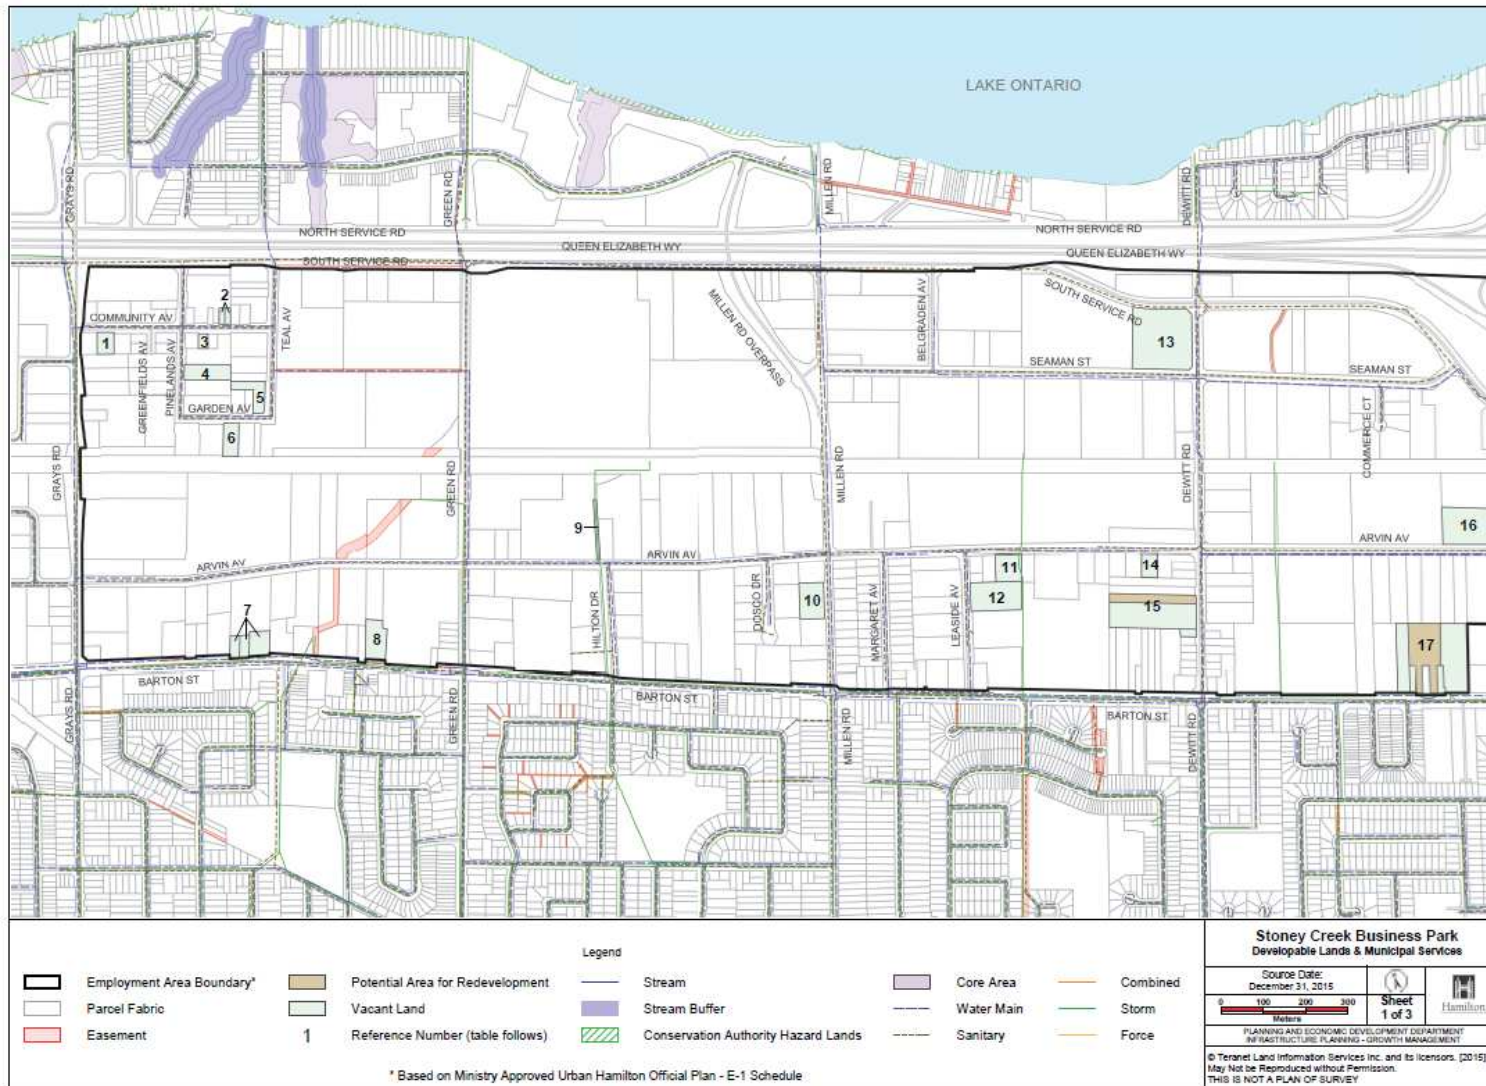 LAKE ONTARIO
GRAYS RD
GREEN RD
MILLEN RD
DEWITT RD
NORTH SERVICE RD
NORTH SERVICE RD
QUEEN ELIZABETH WY
QUEEN ELIZABETH WY
SOUTH SERVICE RD
SOUTH SERVICE RD
2
COMMUNITY AV
TEAL AV
MILLEN RD OVERPASS
BELGRADEN AV
1
3
13
GREENFIELDS AV
PINELANDS AV
4
SEAMAN ST
SEAMAN ST
5
GARDEN AV
6
COMMERCE CT
GRAYS RD
GREEN RD
MILLEN RD
DEWITT RD
9
16
ARVIN AV
ARVIN AV
ARVIN AV
11
14
10
12
15
7
8
HILTON DR
DOSCO DR
MARGARET AV
LEASIDE AV
17
BARTON ST
BARTON ST
BARTON ST
GRAYS RD
GREEN RD
MILLEN RD
DEWITT RD
Legend
Employment Area Boundary*
Potential Area for Redevelopment
Stream
Core Area
Combined
Parcel Fabric
Vacant Land
Stream Buffer
Water Main
Storm
Easement
1 Reference Number (table follows)
Conservation Authority Hazard Lands
Sanitary
Force
* Based on Ministry Approved Urban Hamilton Official Plan - E-1 Schedule
Stoney Creek Business Park
Developable Lands & Municipal Services
Source Date:
December 31, 2015
0 100 200 300
Meters
Sheet
1 of 3
Hamilton
PLANNING AND ECONOMIC DEVELOPMENT DEPARTMENT
INFRASTRUCTURE PLANNING - GROWTH MANAGEMENT
© Teranet Land Information Services Inc. and its licensors. [2015]
May Not be Reproduced without Permission.
THIS IS NOT A PLAN OF SURVEY